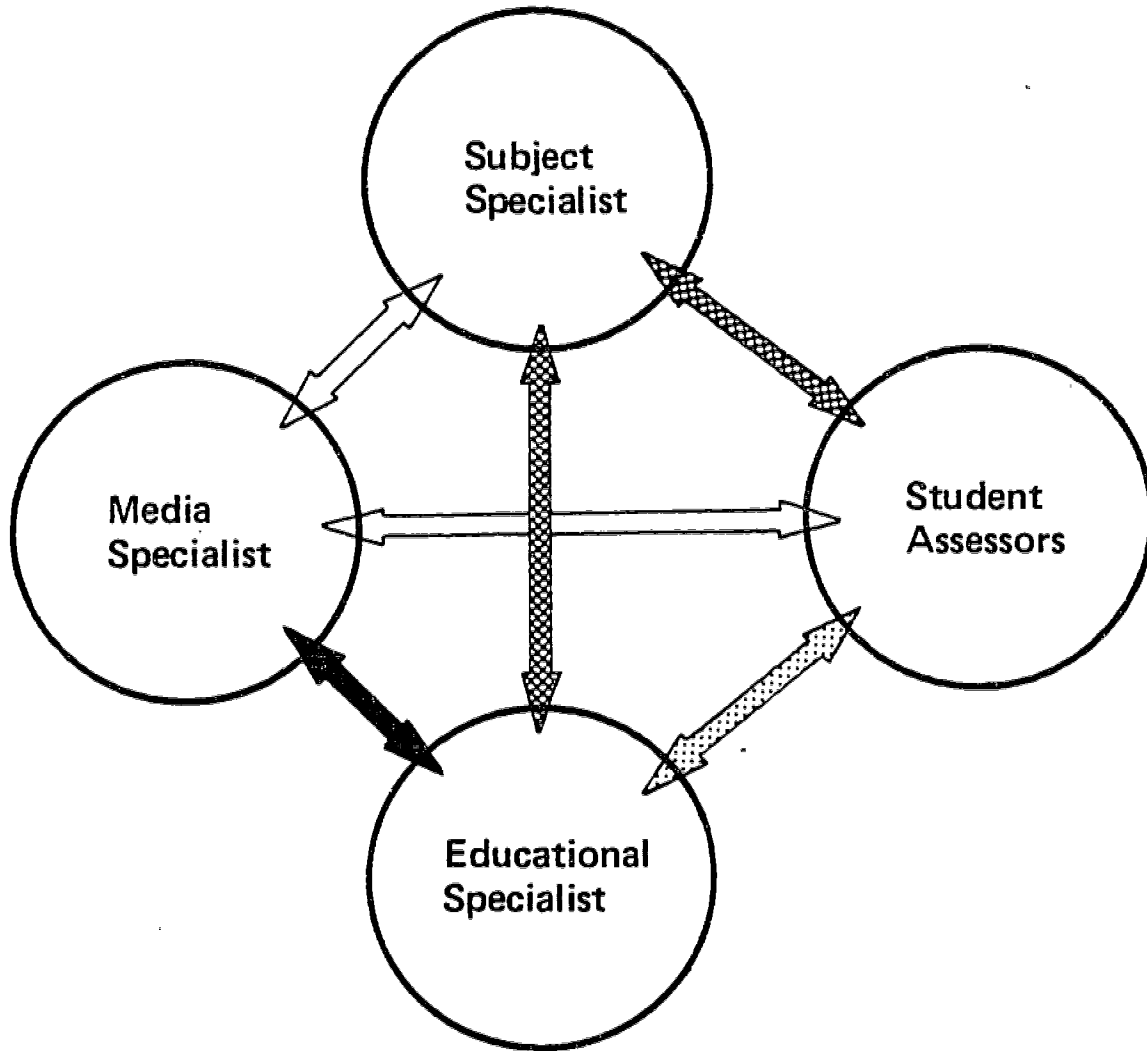 Subject
Specialist
Media
Specialist
Student
Assessors
Educational
Specialist